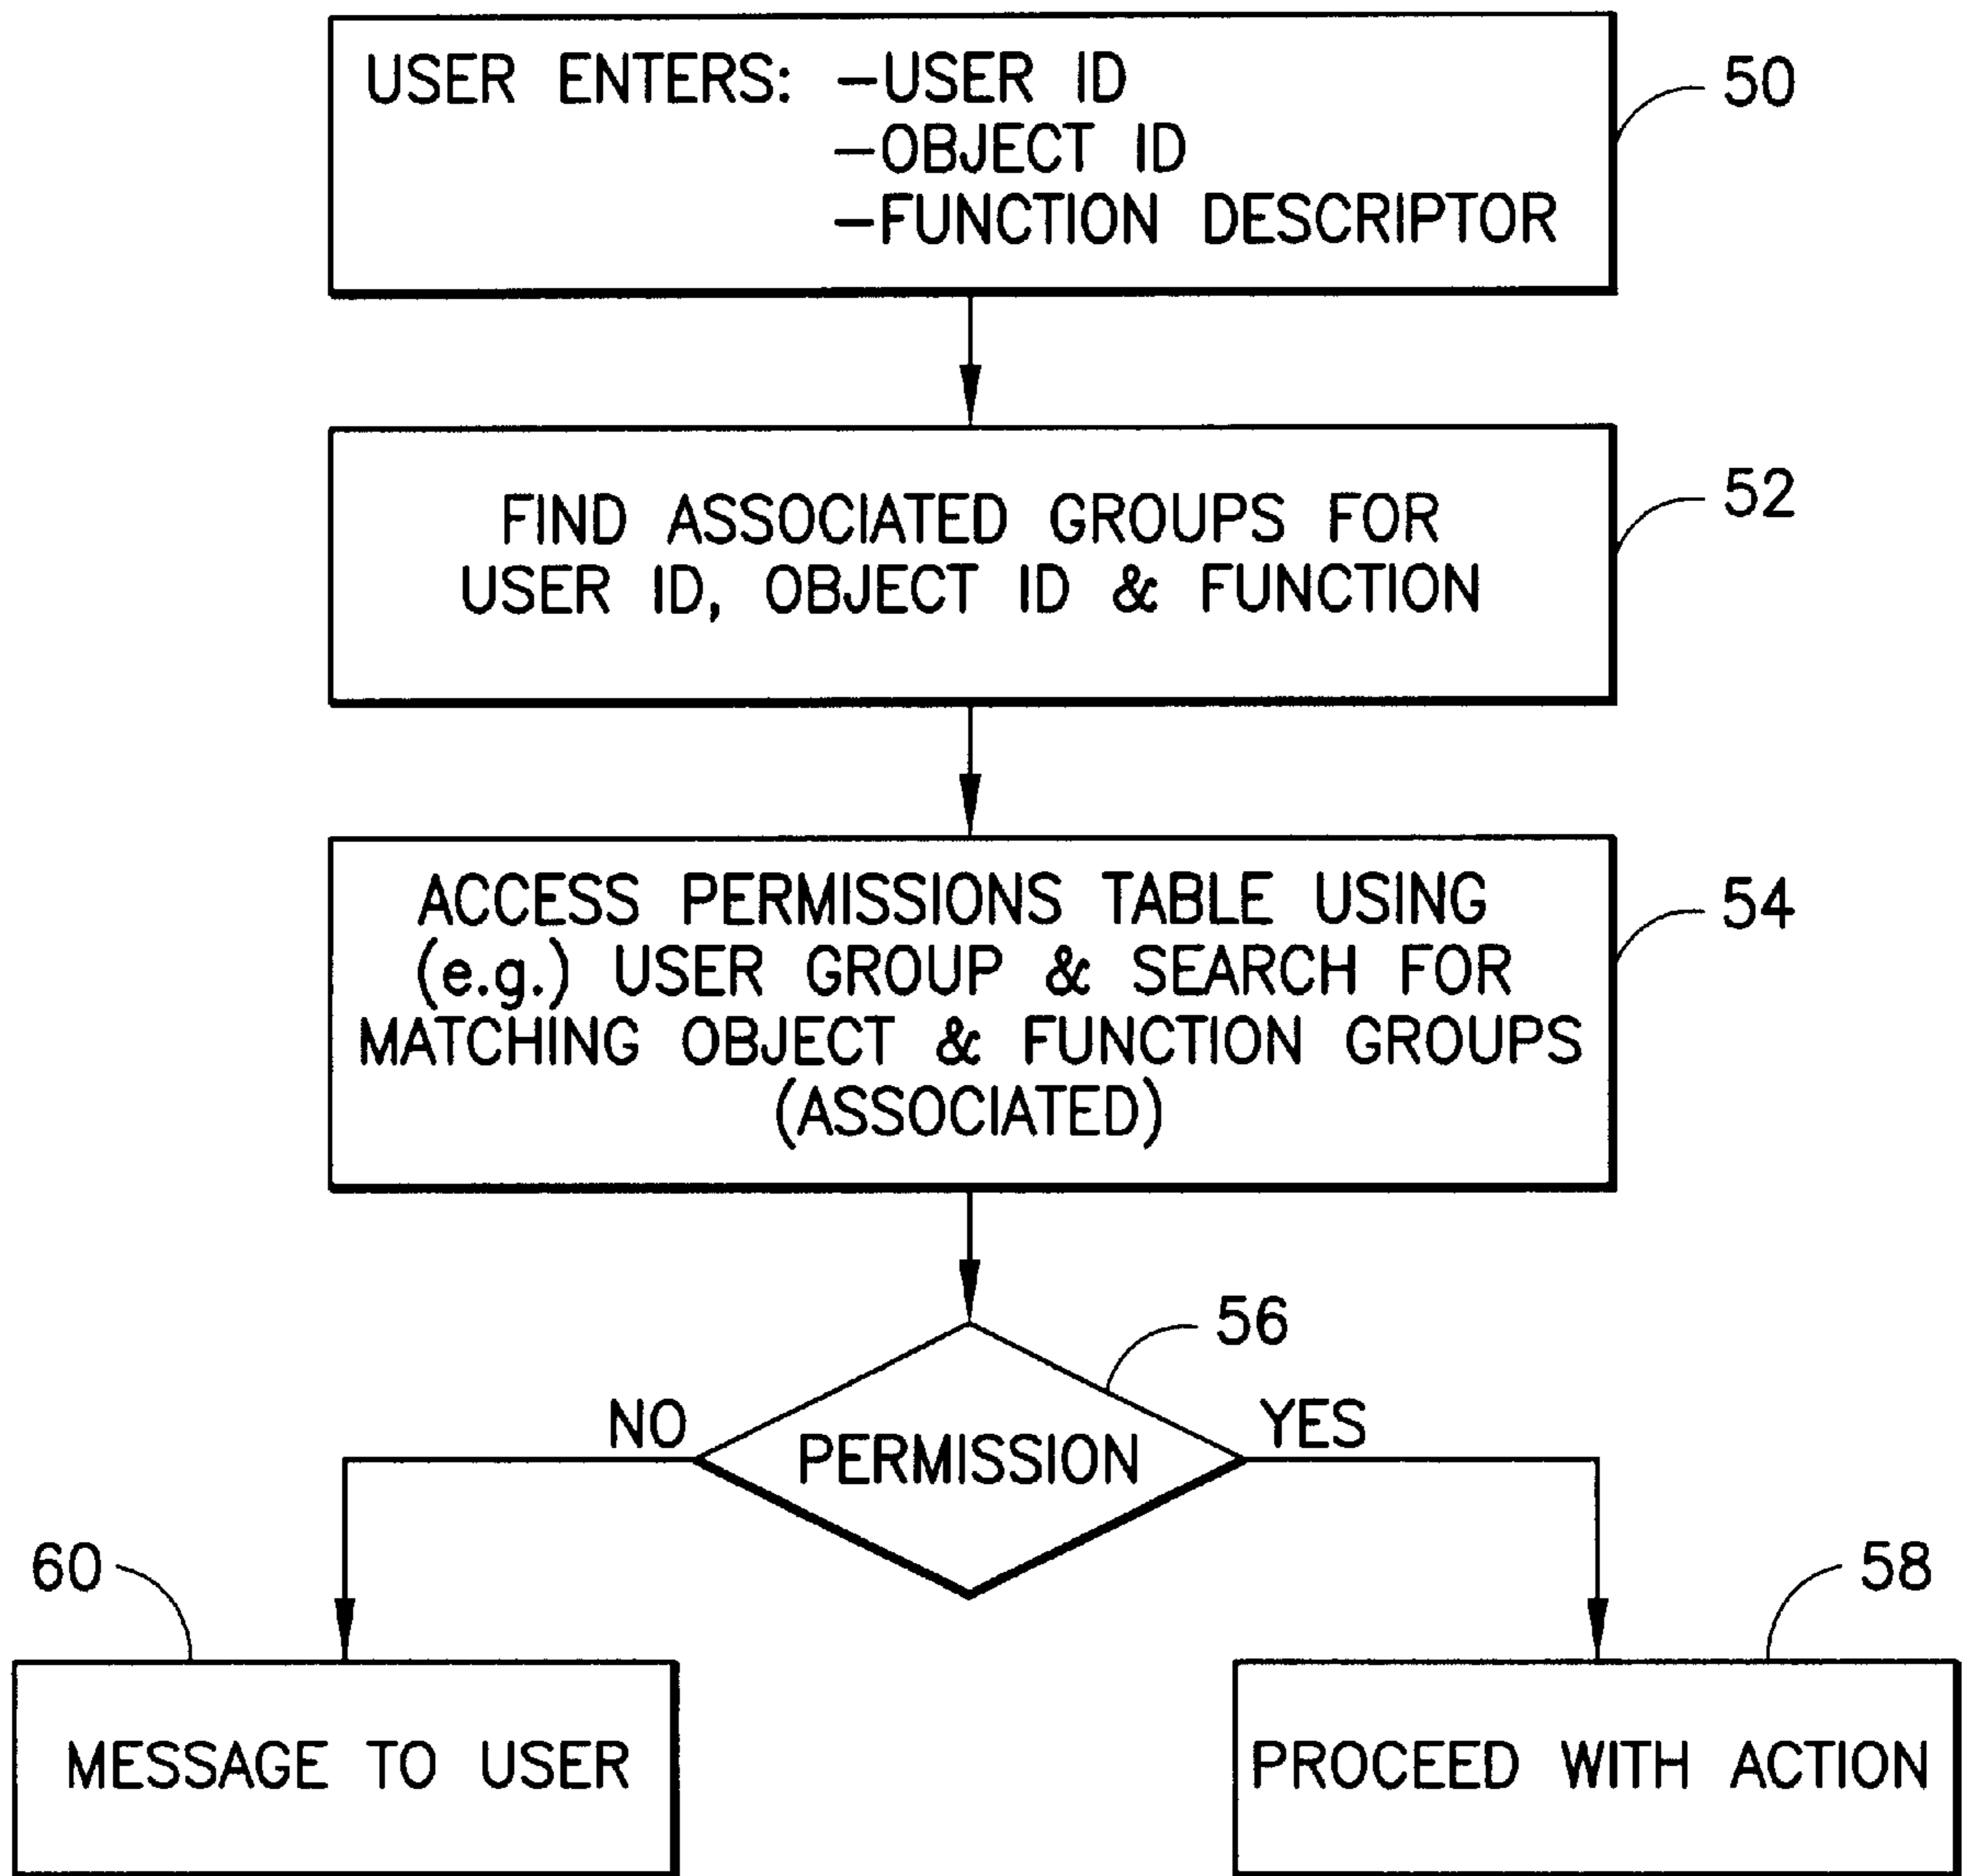 USER ENTERS: -USER ID
-OBJECT ID
-FUNCTION DESCRIPTOR
50
FIND ASSOCIATED GROUPS FOR
USER ID, OBJECT ID & FUNCTION
52
ACCESS PERMISSIONS TABLE USING
(e.g.) USER GROUP & SEARCH FOR
MATCHING OBJECT & FUNCTION GROUPS
(ASSOCIATED)
54
56
NO
PERMISSION
YES
60
58
MESSAGE TO USER
PROCEED WITH ACTION